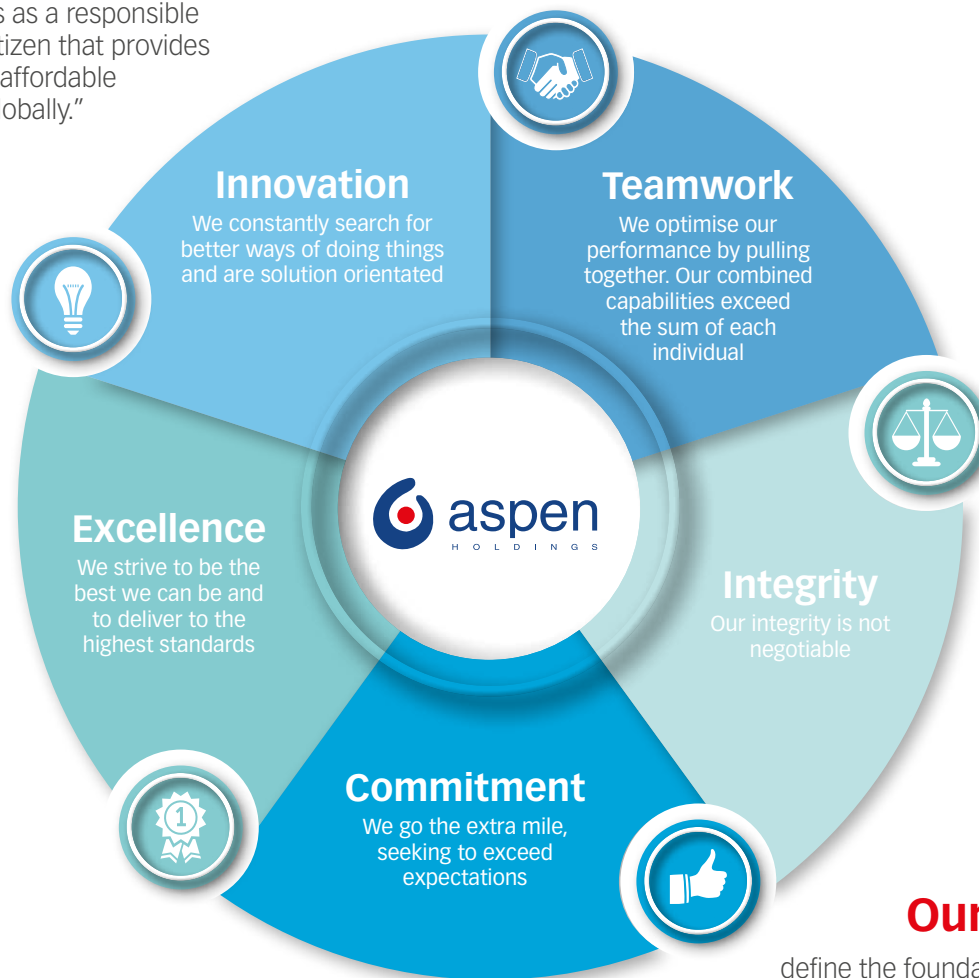 s as a responsible
tizen that provides
affordable
lobally.”
Innovation
We constantly search for
better ways of doing things
and are solution orientated
Teamwork
We optimise our
performance by pulling
together. Our combined
capabilities exceed
the sum of each
individual
aspen
HOLDINGS
Excellence
We strive to be the
best we can be and
to deliver to the
highest standards
Integrity
Our integrity is not
negotiable
Commitment
We go the extra mile,
seeking to exceed
expectations
1
Our
define the founda